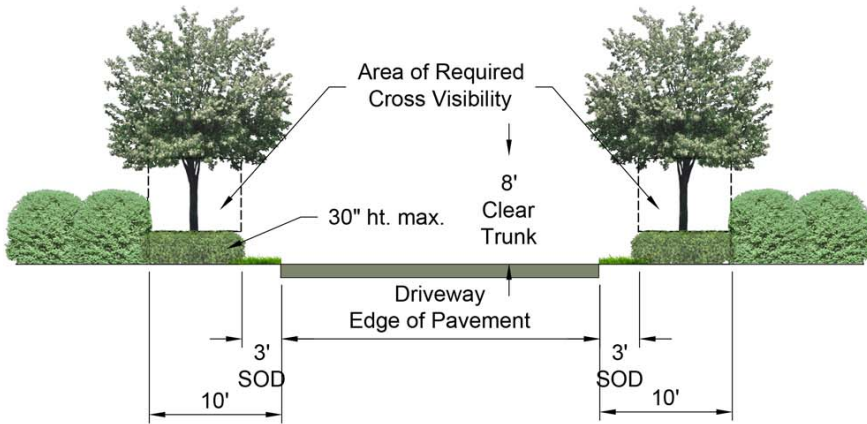 Area of Required
Cross Visibility
8'
Clear
Trunk
30" ht. max.
Driveway
Edge of Pavement
3'
SOD
3'
SOD
10'
10'